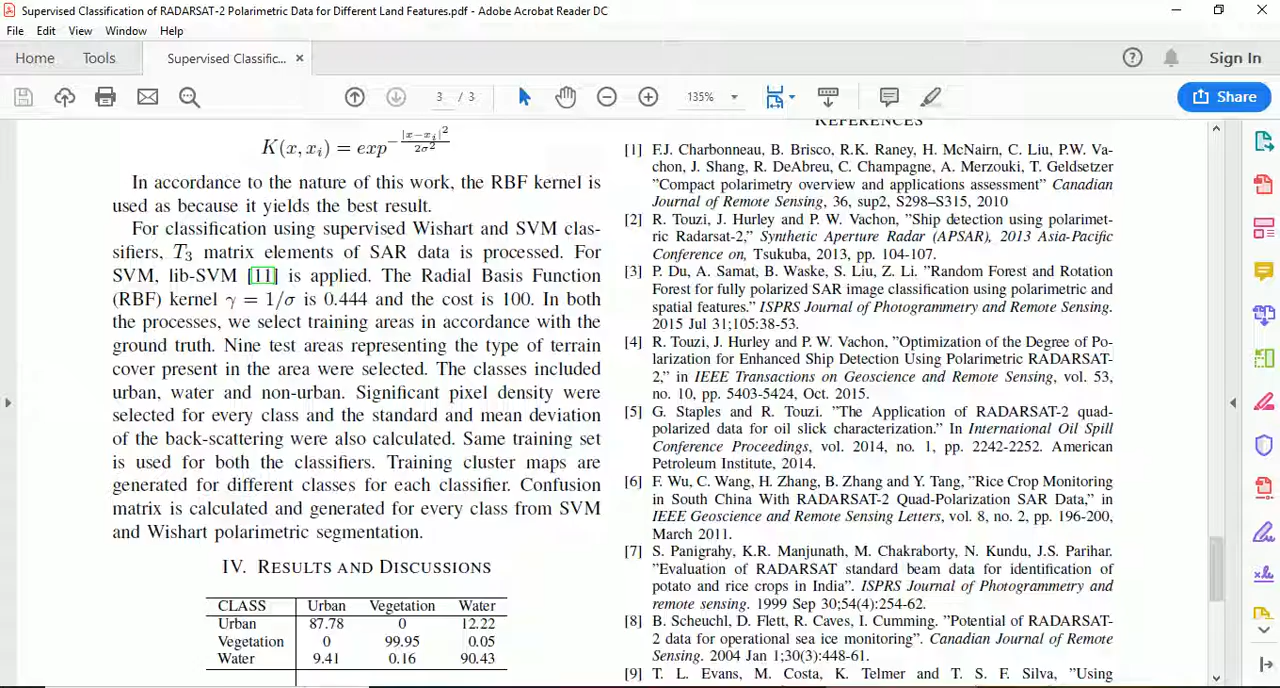 Supervised Classification of RADARSAT-2 Polarimetric Data for Different Land Features.pdf - Adobe Acrobat Reader DC
File Edit View Window Help
Home Tools Supervised Classific... ×
? Sign In
3 / 3 135% Share
K(x, x_i) = exp^{-\frac{|x-x_i|^2}{2σ^2}}
In accordance to the nature of this work, the RBF kernel is
used as because it yields the best result.
For classification using supervised Wishart and SVM clas-
sifiers, T₃ matrix elements of SAR data is processed. For
SVM, lib-SVM [11] is applied. The Radial Basis Function
(RBF) kernel γ = 1/σ is 0.444 and the cost is 100. In both
the processes, we select training areas in accordance with the
ground truth. Nine test areas representing the type of terrain
cover present in the area were selected. The classes included
urban, water and non-urban. Significant pixel density were
selected for every class and the standard and mean deviation
of the back-scattering were also calculated. Same training set
is used for both the classifiers. Training cluster maps are
generated for different classes for each classifier. Confusion
matrix is calculated and generated for every class from SVM
and Wishart polarimetric segmentation.
IV. RESULTS AND DISCUSSIONS
CLASS Urban Vegetation Water
Urban 87.78 0 12.22
Vegetation 0 99.95 0.05
Water 9.41 0.16 90.43
REFERENCES
[1] F.J. Charbonneau, B. Brisco, R.K. Raney, H. McNairn, C. Liu, P.W. Va-
chon, J. Shang, R. DeAbreu, C. Champagne, A. Merzouki, T. Geldsetzer
”Compact polarimetry overview and applications assessment” Canadian
Journal of Remote Sensing, 36, sup2, S298–S315, 2010
[2] R. Touzi, J. Hurley and P. W. Vachon, ”Ship detection using polarimet-
ric Radarsat-2,” Synthetic Aperture Radar (APSAR), 2013 Asia-Pacific
Conference on, Tsukuba, 2013, pp. 104-107.
[3] P. Du, A. Samat, B. Waske, S. Liu, Z. Li. ”Random Forest and Rotation
Forest for fully polarized SAR image classification using polarimetric and
spatial features.” ISPRS Journal of Photogrammetry and Remote Sensing.
2015 Jul 31;105:38-53.
[4] R. Touzi, J. Hurley and P. W. Vachon, ”Optimization of the Degree of Po-
larization for Enhanced Ship Detection Using Polarimetric RADARSAT-
2,” in IEEE Transactions on Geoscience and Remote Sensing, vol. 53,
no. 10, pp. 5403-5424, Oct. 2015.
[5] G. Staples and R. Touzi. ”The Application of RADARSAT-2 quad-
polarized data for oil slick characterization.” In International Oil Spill
Conference Proceedings, vol. 2014, no. 1, pp. 2242-2252. American
Petroleum Institute, 2014.
[6] F. Wu, C. Wang, H. Zhang, B. Zhang and Y. Tang, ”Rice Crop Monitoring
in South China With RADARSAT-2 Quad-Polarization SAR Data,” in
IEEE Geoscience and Remote Sensing Letters, vol. 8, no. 2, pp. 196-200,
March 2011.
[7] S. Panigrahy, K.R. Manjunath, M. Chakraborty, N. Kundu, J.S. Parihar.
”Evaluation of RADARSAT standard beam data for identification of
potato and rice crops in India”. ISPRS Journal of Photogrammetry and
remote sensing. 1999 Sep 30;54(4):254-62.
[8] B. Scheuchl, D. Flett, R. Caves, I. Cumming. ”Potential of RADARSAT-
2 data for operational sea ice monitoring”. Canadian Journal of Remote
Sensing. 2004 Jan 1;30(3):448-61.
[9] T. L. Evans, M. Costa, K. Telmer and T. S. F. Silva, ”Using